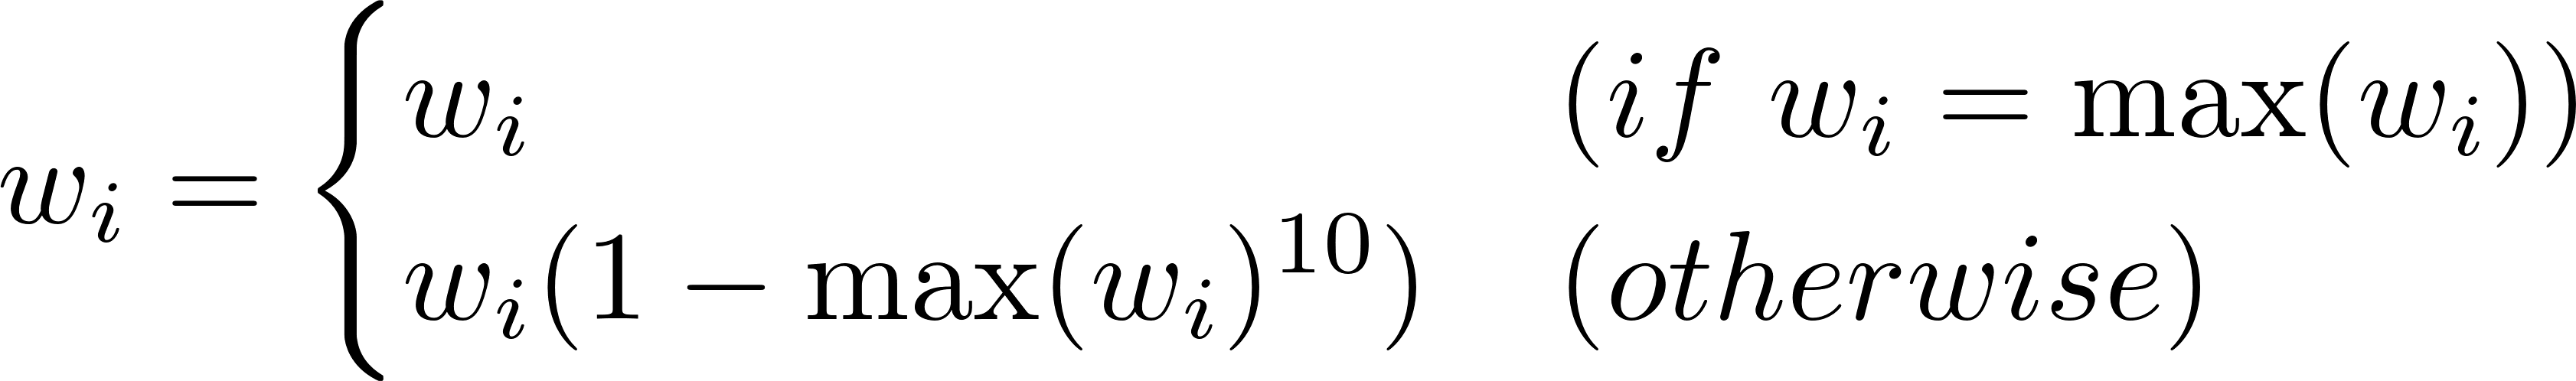 w_i = { w_i (if w_i = max(w_i))
w_i(1 − max(w_i)^10) (otherwise)